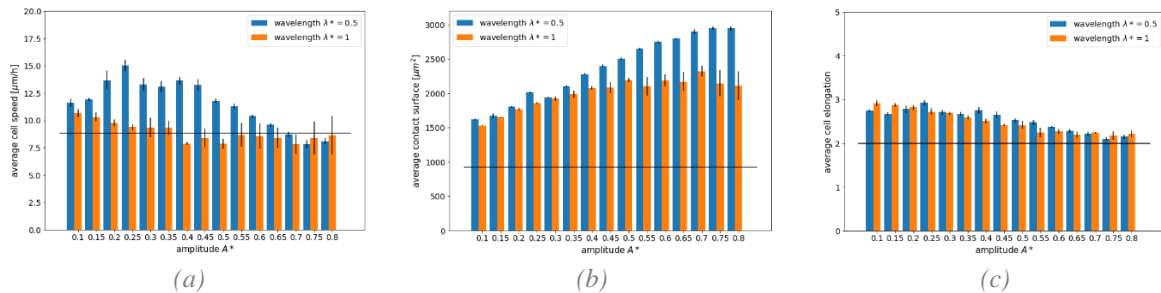 20.0
17.5
15.0
12.5
10.0
7.5
5.0
2.5
0.0
average cell speed [μm/h]
wavelength λ* = 0.5
wavelength λ* = 1
0.1 0.15 0.2 0.25 0.3 0.35 0.4 0.45 0.5 0.55 0.6 0.65 0.7 0.75 0.8
amplitude A*
(a)
3000
2500
2000
1500
1000
500
0
average contact surface [μm²]
wavelength λ* = 0.5
wavelength λ* = 1
0.1 0.15 0.2 0.25 0.3 0.35 0.4 0.45 0.5 0.55 0.6 0.65 0.7 0.75 0.8
amplitude A*
(b)
5
4
3
2
1
0
average cell elongation
wavelength λ* = 0.5
wavelength λ* = 1
0.1 0.15 0.2 0.25 0.3 0.35 0.4 0.45 0.5 0.55 0.6 0.65 0.7 0.75 0.8
amplitude A*
(c)